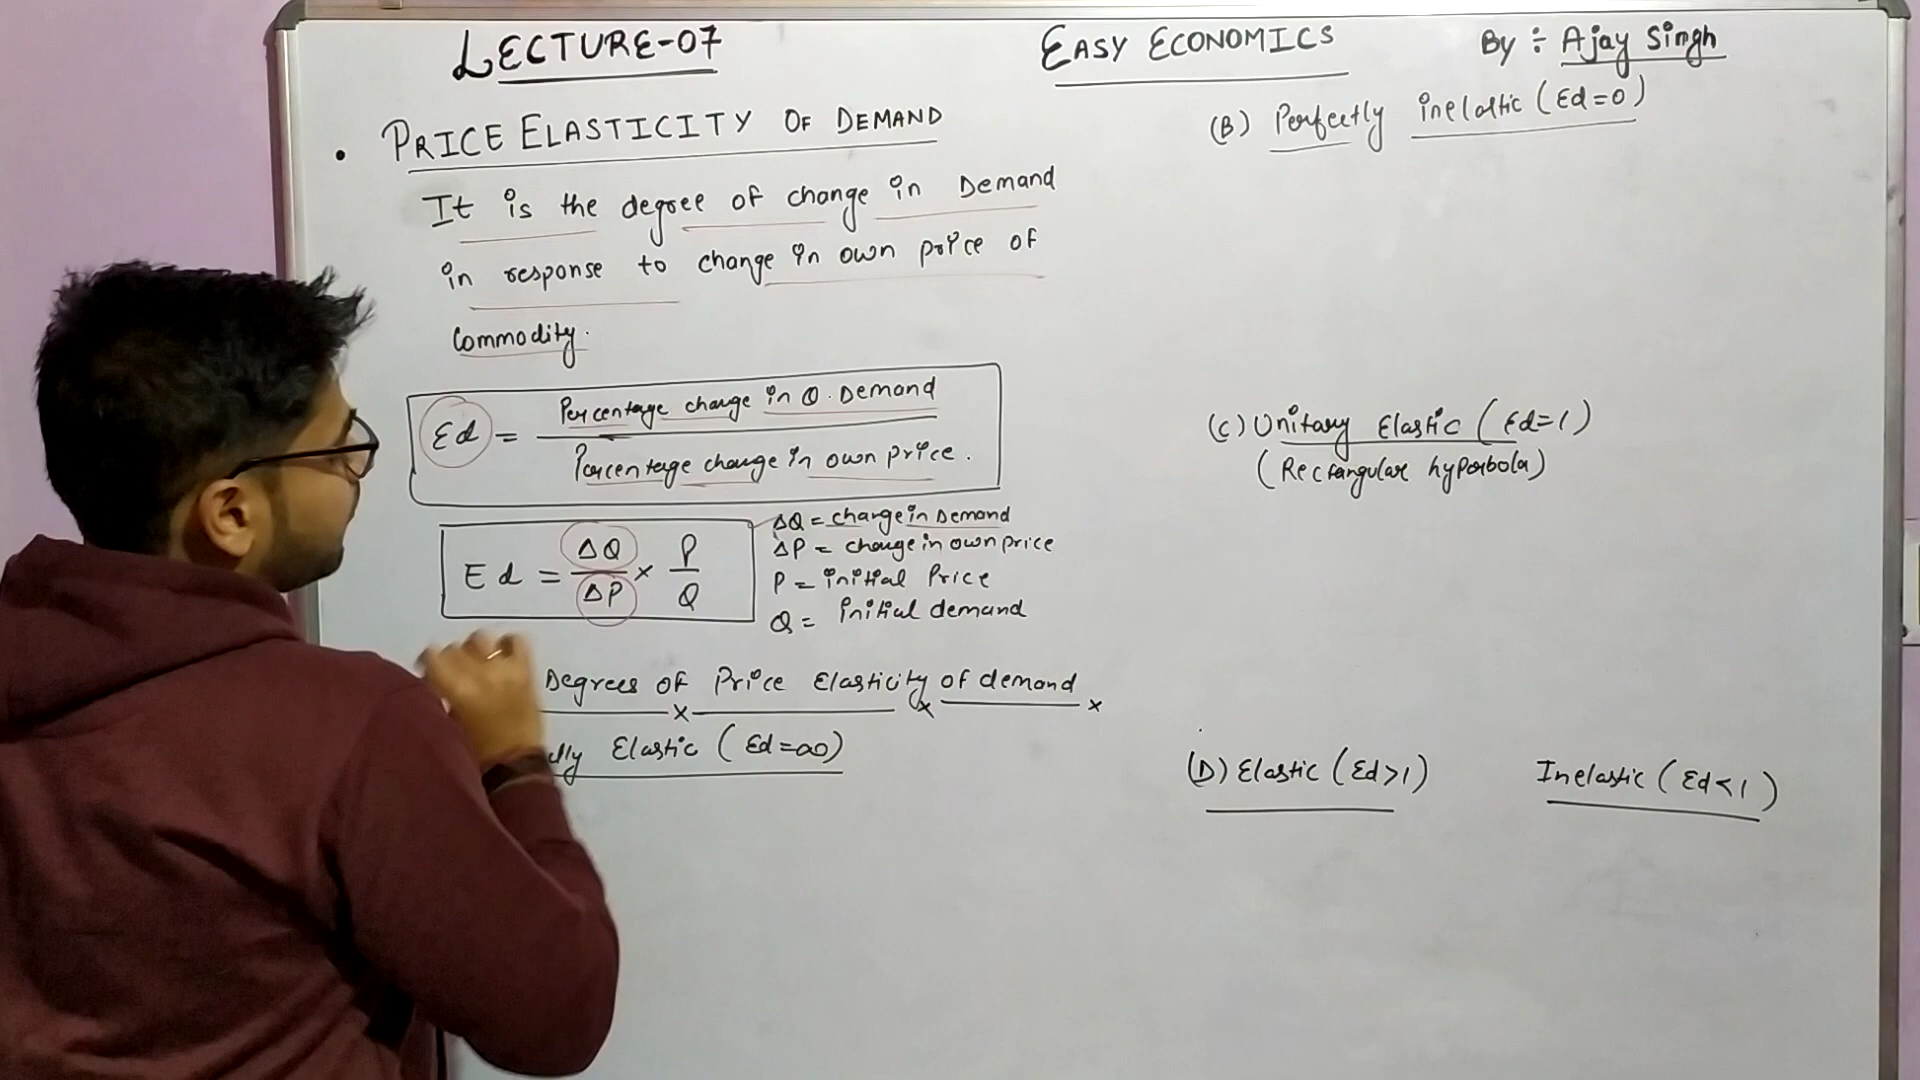 LECTURE-07
EASY ECONOMICS
By ÷ Ajay Singh
• PRICE ELASTICITY OF DEMAND
It is the degree of change in Demand
in response to change in own price of
Commodity.
Ed = Percentage change in Q. Demand
Percentage change in own price.
Ed = ΔQ/ΔP × P/Q
ΔQ = change in Demand
ΔP = change in own price
P = initial Price
Q = initial demand
Degrees of Price Elasticity of demand
Elastic (Ed=∞)
(B) Perfectly inelastic (Ed=0)
(C) Unitary Elastic (Ed=1)
(Rectangular hyperbola)
(D) Elastic (Ed>1)
Inelastic (Ed<1)